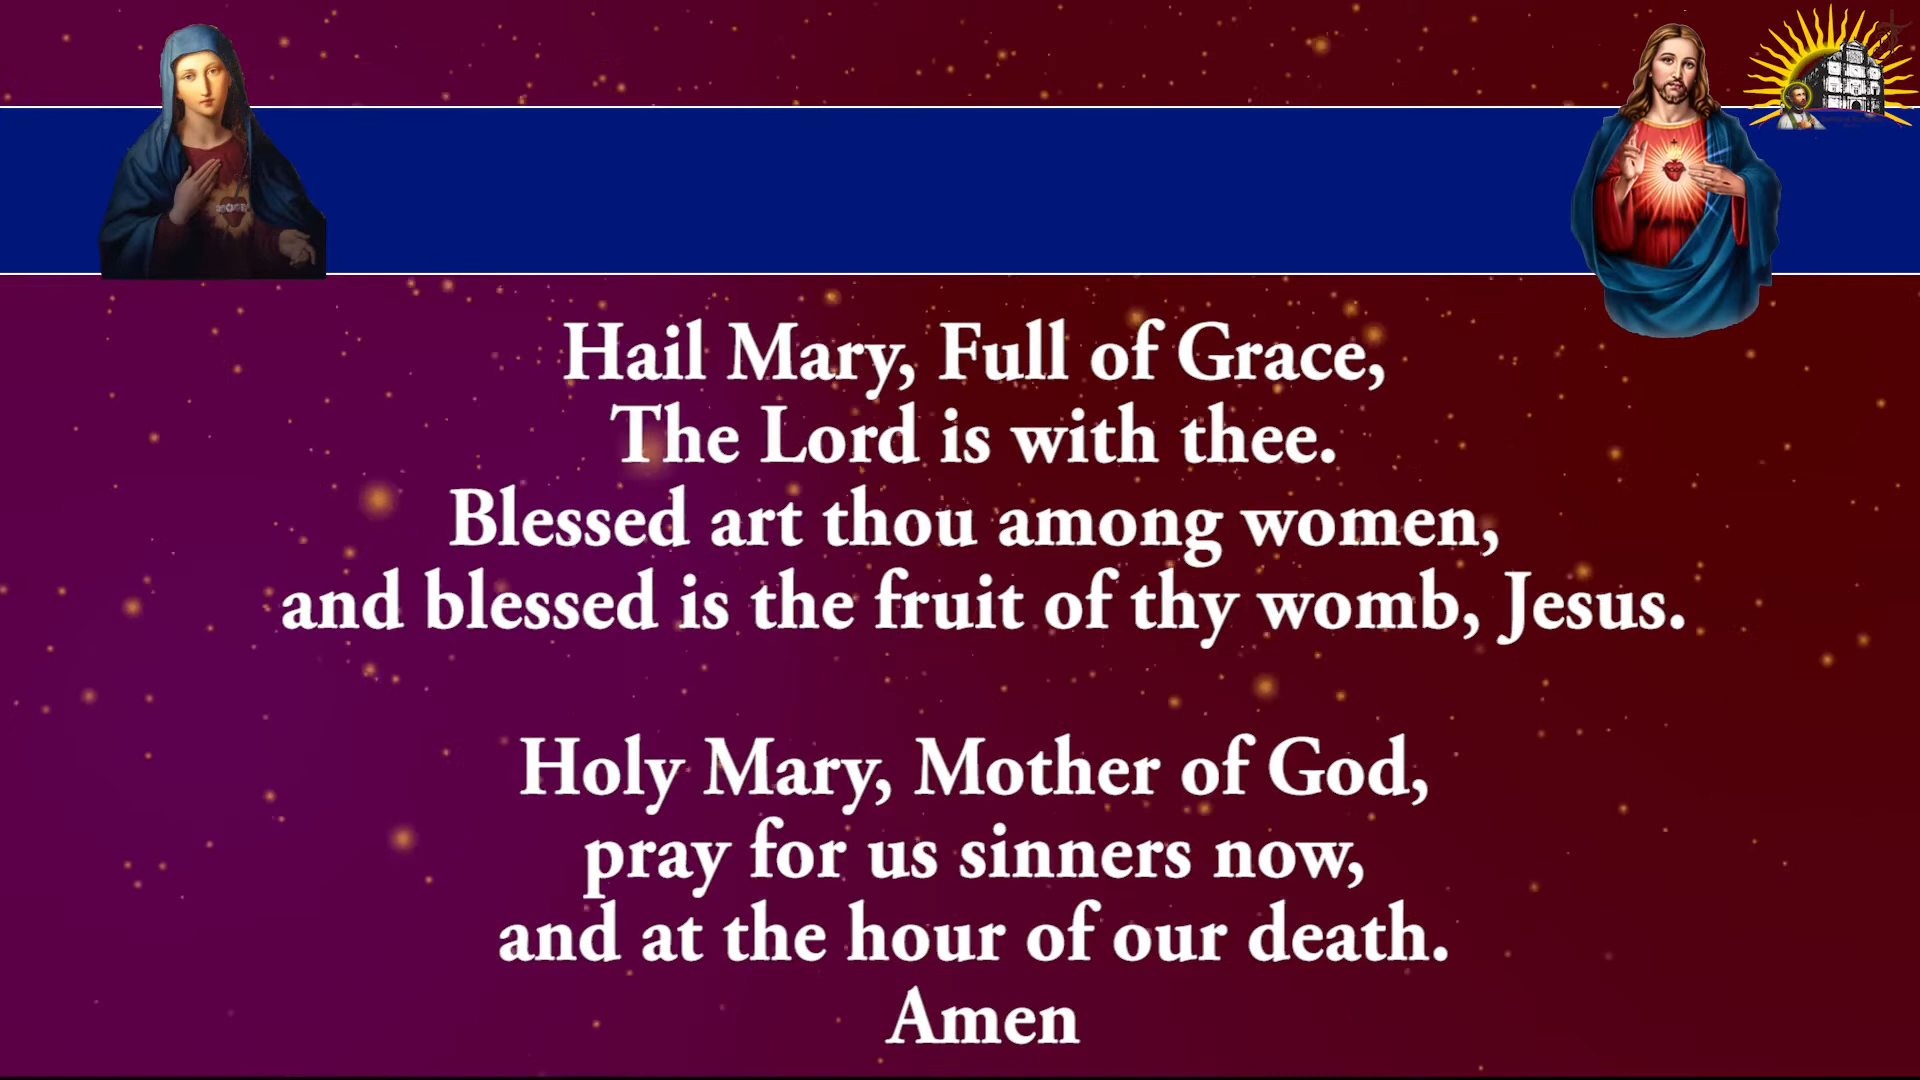 Hail Mary, Full of Grace,
The Lord is with thee.
Blessed art thou among women,
and blessed is the fruit of thy womb, Jesus.
Holy Mary, Mother of God,
pray for us sinners now,
and at the hour of our death.
Amen